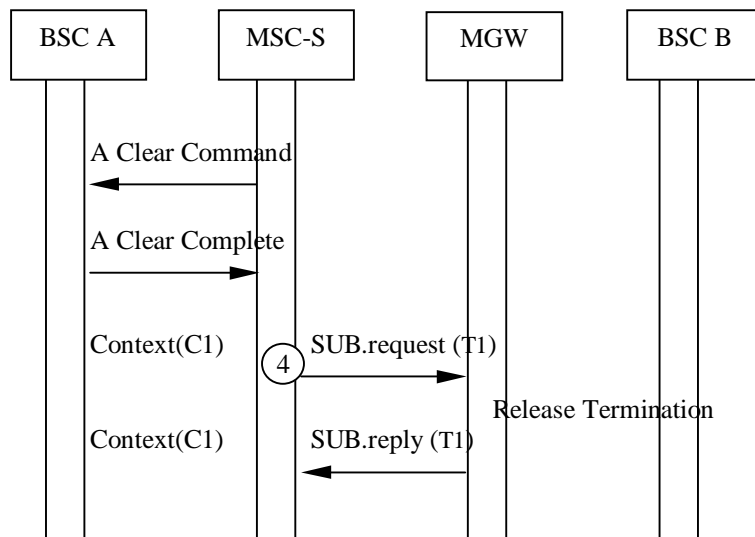 BSC A MSC-S MGW BSC B
A Clear Command
A Clear Complete
Context(C1) SUB.request (T1)
4
Release Termination
Context(C1) SUB.reply (T1)